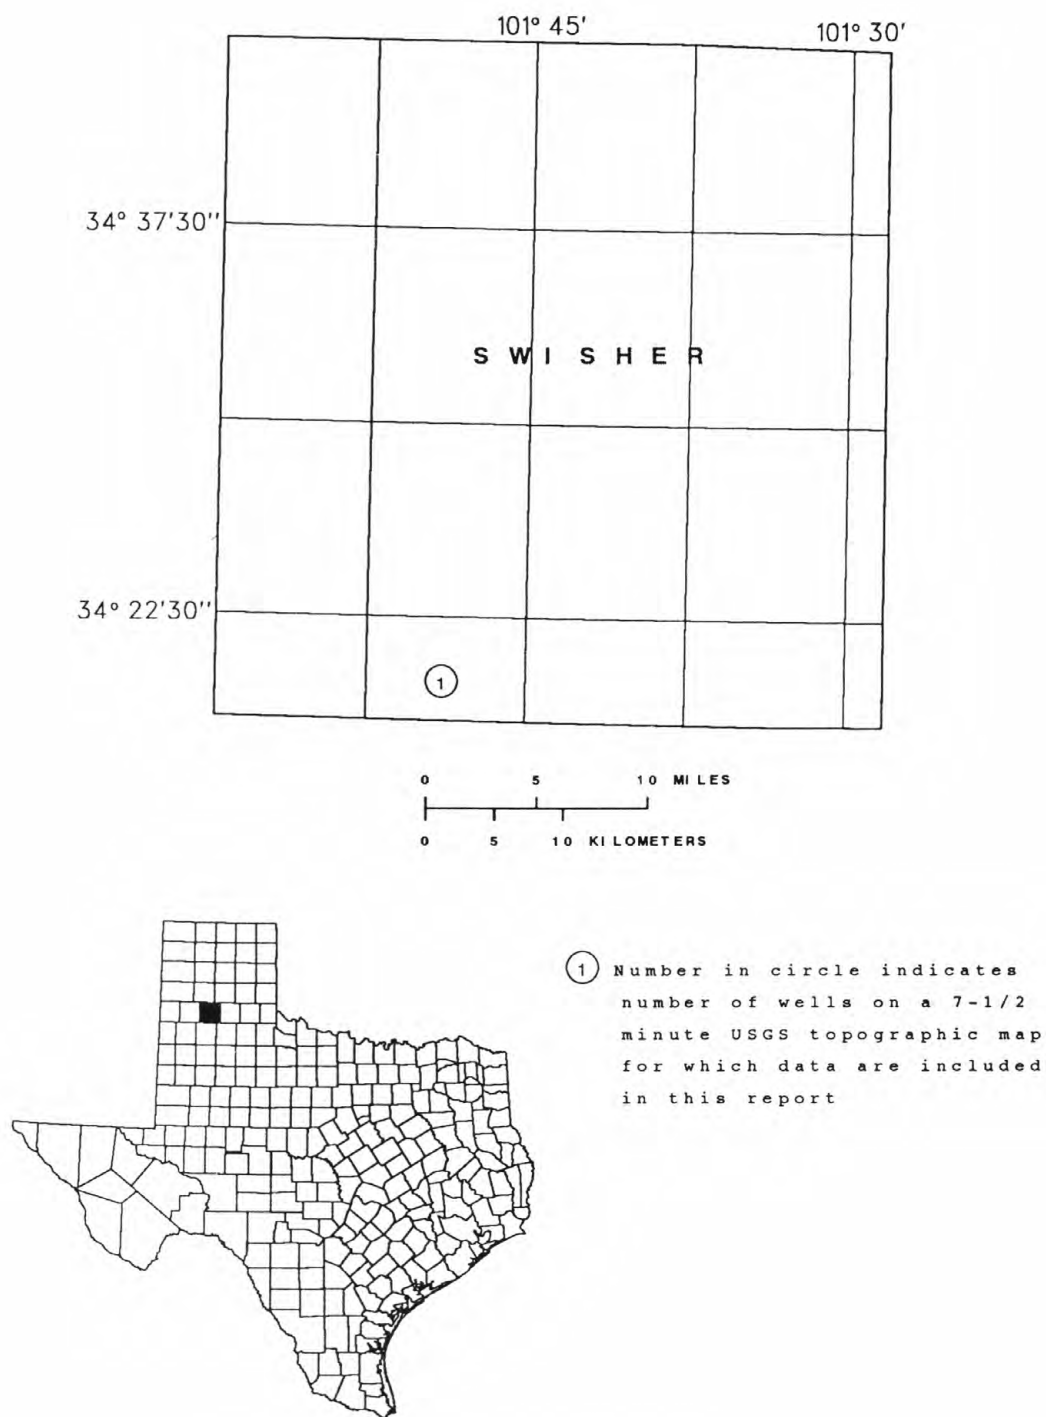 101° 45' 101° 30'
34° 37'30"
SWISHER
34° 22'30"
1
0 5 10 MILES
0 5 10 KILOMETERS
1 Number in circle indicates
number of wells on a 7-1/2
minute USGS topographic map
for which data are included
in this report